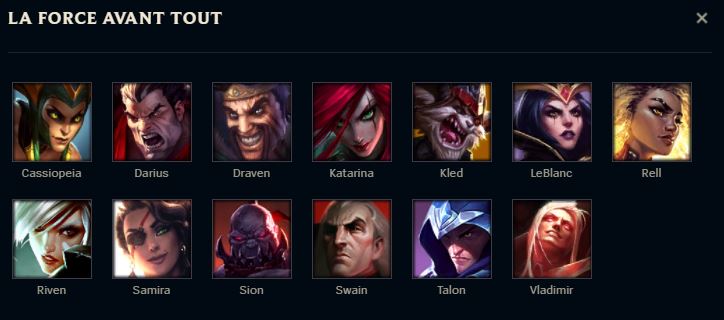 LA FORCE AVANT TOUT
Cassiopeia Darius Draven Katarina Kled LeBlanc Rell
Riven Samira Sion Swain Talon Vladimir